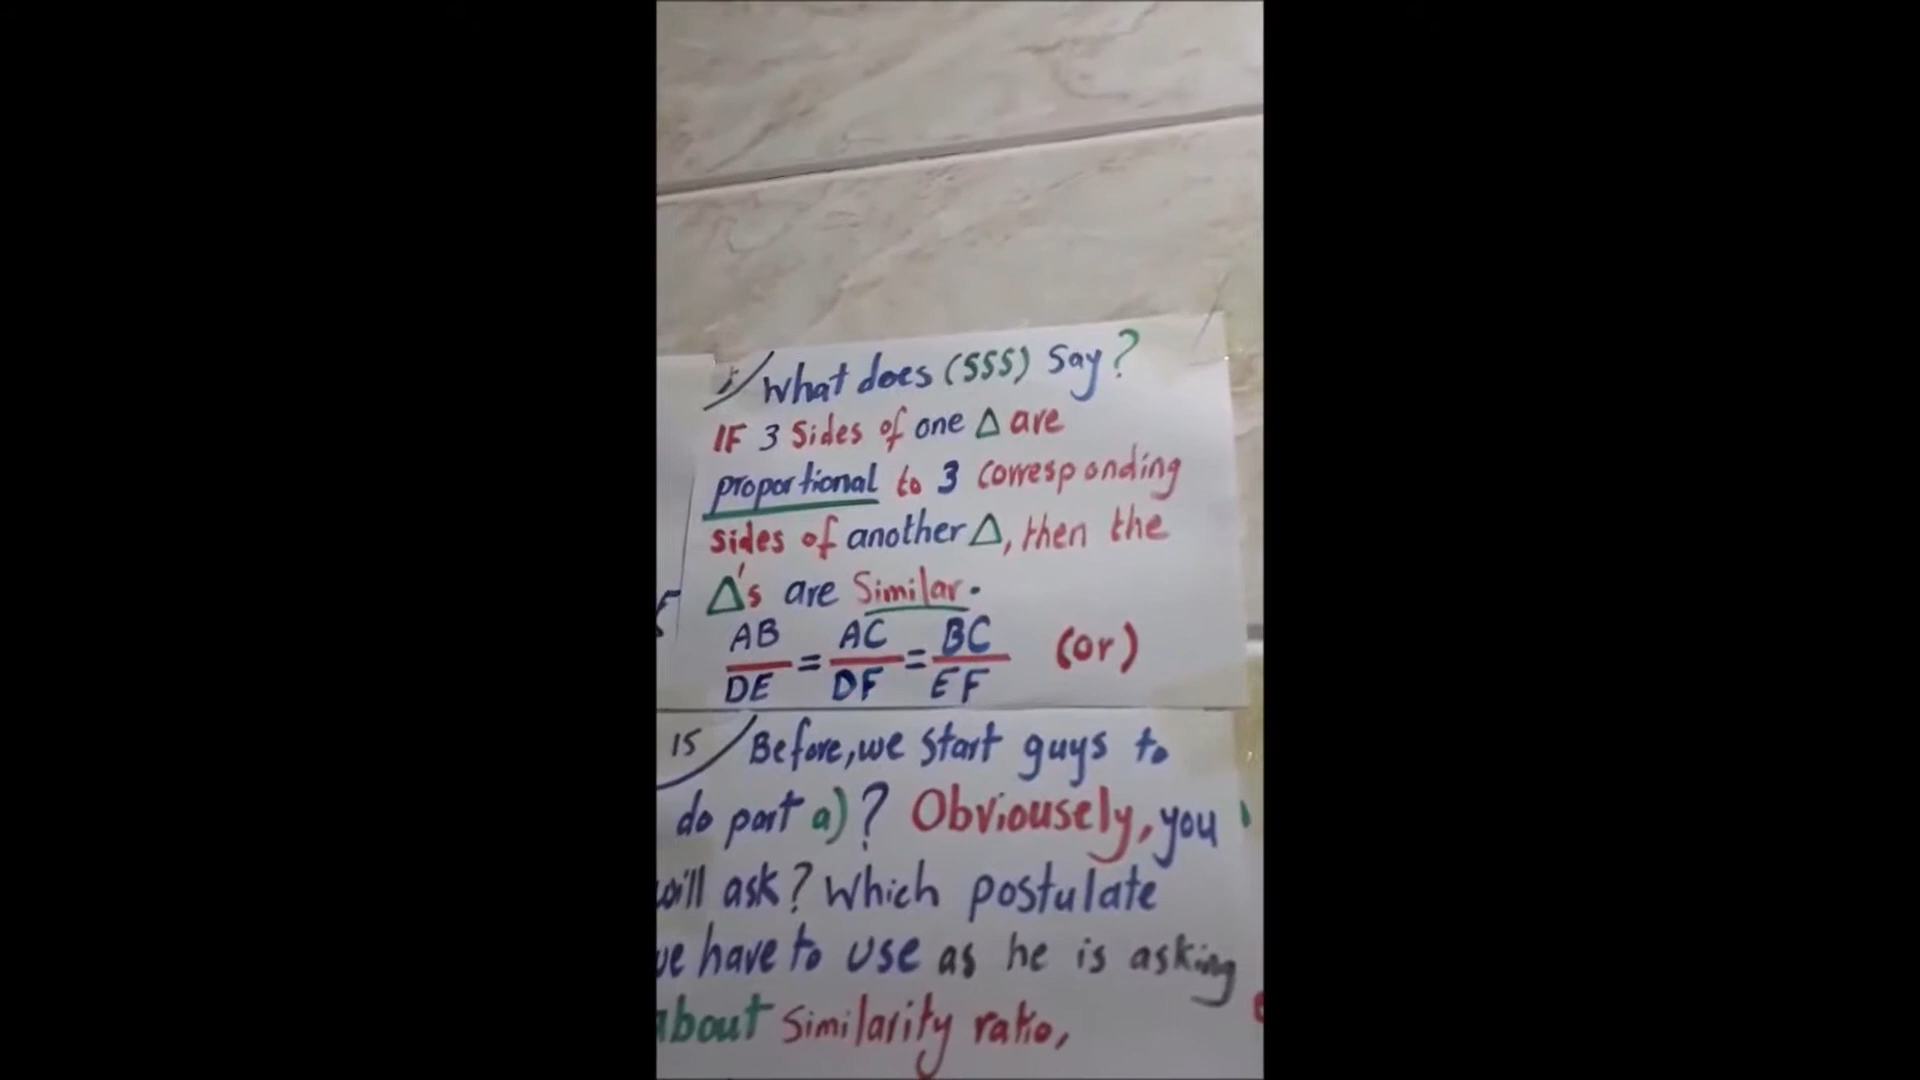 What does (SSS) Say?
IF 3 Sides of one Δ are
proportional to 3 corresponding
sides of another Δ, then the
Δ's are Similar.
AB/DE = AC/DF = BC/EF (or)
15 Before, we start guys to
do part a)? Obviousely, you
will ask? Which postulate
we have to use as he is asking
about similarity ratio,